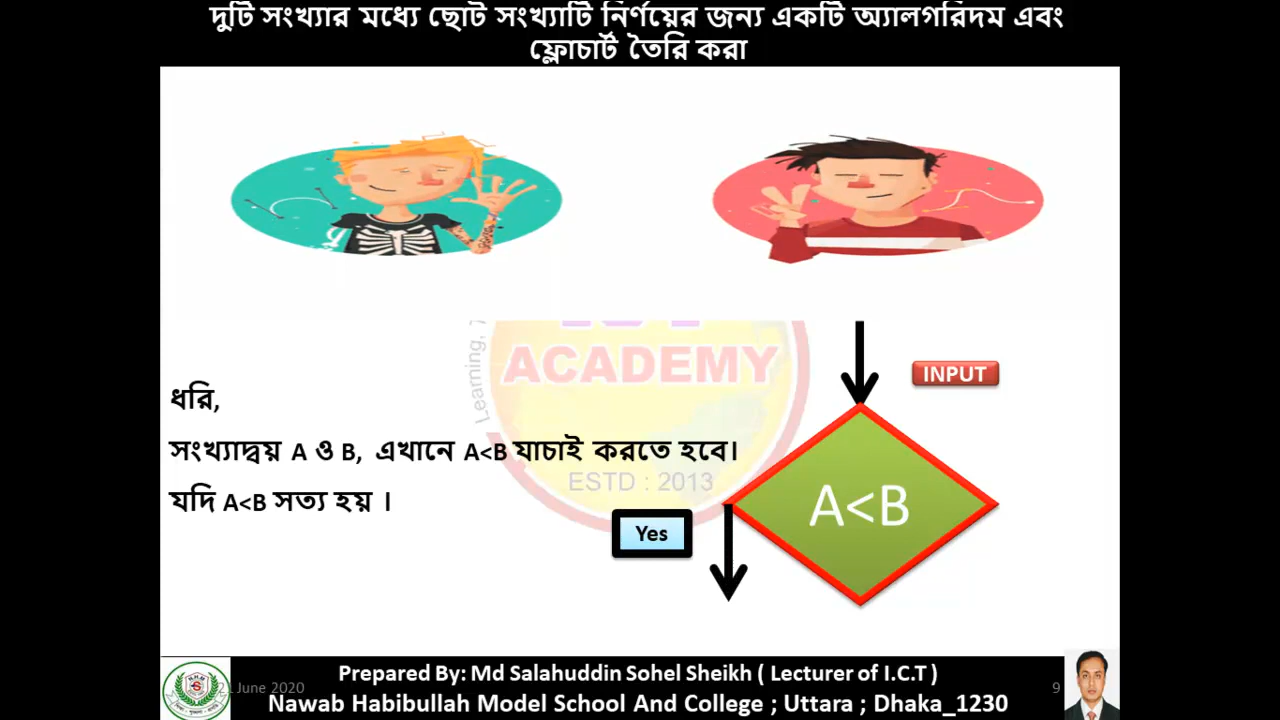 দুটি সংখ্যার মধ্যে ছোট সংখ্যাটি নির্ণয়ের জন্য একটি অ্যালগরিদম এবং
ফ্লোচার্ট তৈরি করা
Learning,
ACADEMY
INPUT
ধরি,
সংখ্যাদ্বয় A ও B, এখানে A<B যাচাই করতে হবে।
যদি A<B সত্য হয় ।
ESTD : 2013
A<B
Yes
Prepared By: Md Salahuddin Sohel Sheikh ( Lecturer of I.C.T )
21 June 2020
9
Nawab Habibullah Model School And College ; Uttara ; Dhaka_1230